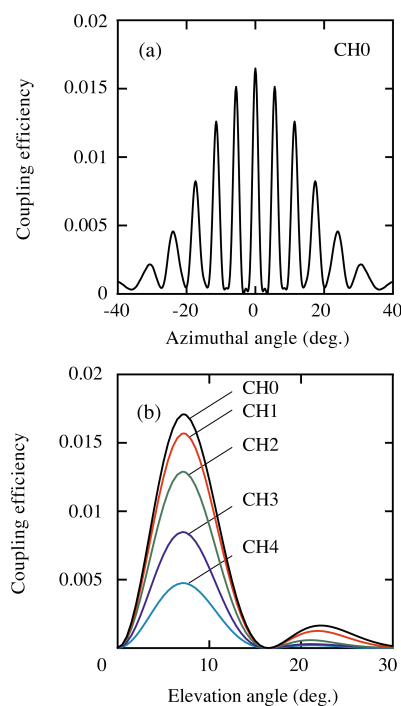 0.02
(a)
CH0
0.015
0.01
0.005
0
-40
-20
0
20
40
Coupling efficiency
Azimuthal angle (deg.)
0.02
(b)
CH0
CH1
0.015
CH2
0.01
CH3
CH4
0.005
0
10
20
30
Coupling efficiency
Elevation angle (deg.)